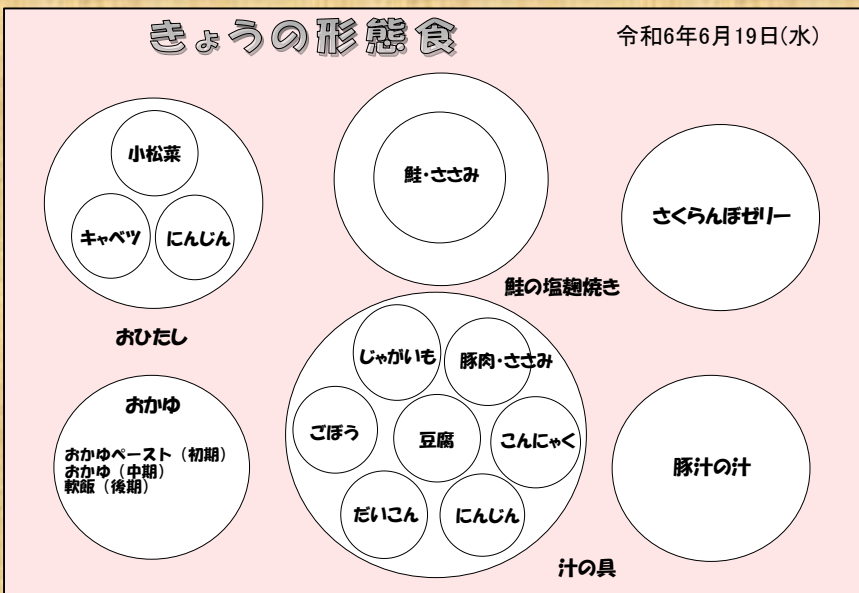 きょうの形態食
令和6年6月19日(水)
小松菜
キャベツ
にんじん
おひたし
鮭・ささみ
鮭の塩麹焼き
さくらんぼゼリー
おかゆ
おかゆペースト（初期）
おかゆ（中期）
軟飯（後期）
じゃがいも
豚肉・ささみ
ごぼう
豆腐
こんにゃく
だいこん
にんじん
汁の具
豚汁の汁